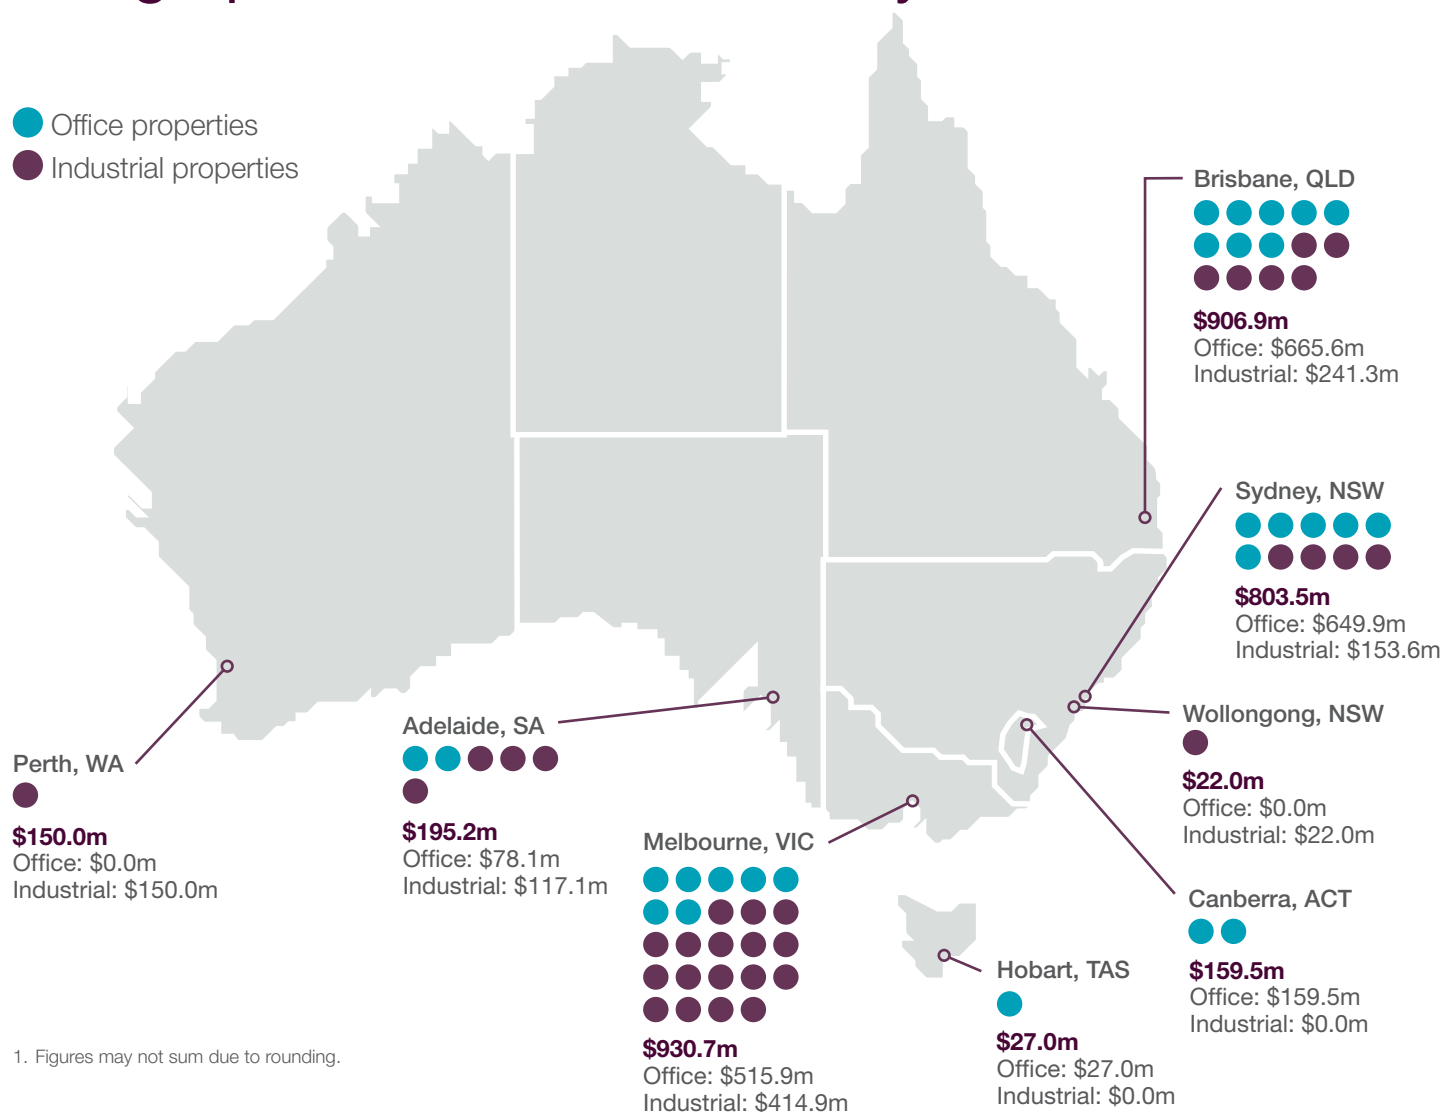 Office properties
Industrial properties
Brisbane, QLD
$906.9m
Office: $665.6m
Industrial: $241.3m
Sydney, NSW
$803.5m
Office: $649.9m
Industrial: $153.6m
Wollongong, NSW
$22.0m
Office: $0.0m
Industrial: $22.0m
Perth, WA
$150.0m
Office: $0.0m
Industrial: $150.0m
Adelaide, SA
$195.2m
Office: $78.1m
Industrial: $117.1m
Melbourne, VIC
$930.7m
Office: $515.9m
Industrial: $414.9m
Canberra, ACT
$159.5m
Office: $159.5m
Industrial: $0.0m
Hobart, TAS
$27.0m
Office: $27.0m
Industrial: $0.0m
1. Figures may not sum due to rounding.